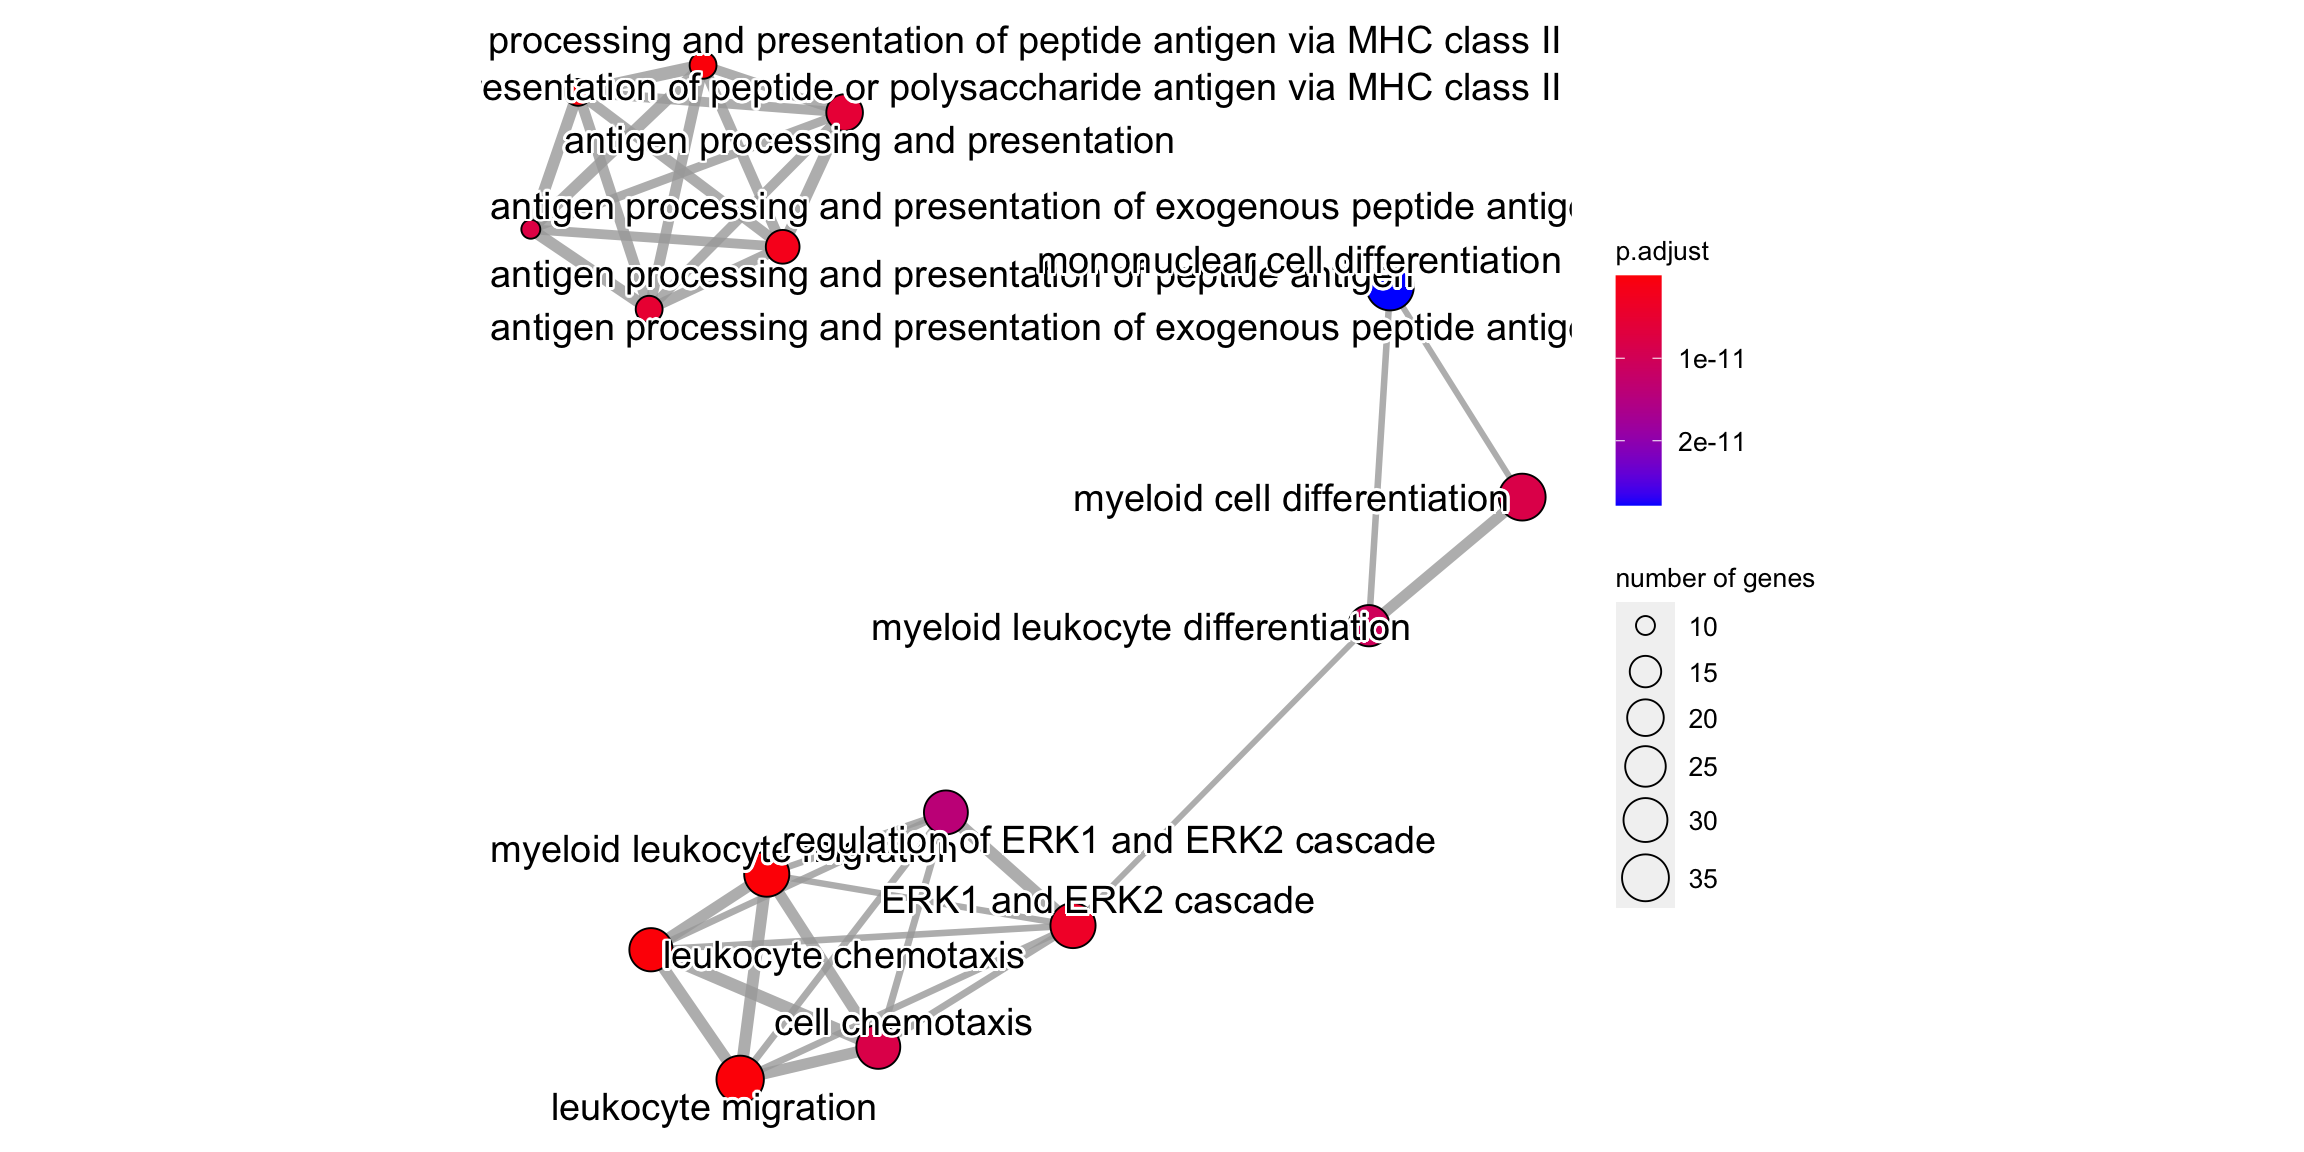 processing and presentation of peptide antigen via MHC class II
esentation of peptide or polysaccharide antigen via MHC class II
antigen processing and presentation
antigen processing and presentation of exogenous peptide antig
mononuclear cell differentiation
antigen processing and presentation of peptide antigen
antigen processing and presentation of exogenous peptide antig
myeloid cell differentiation
myeloid leukocyte differentiation
regulation of ERK1 and ERK2 cascade
myeloid leukocyte migration
ERK1 and ERK2 cascade
leukocyte chemotaxis
cell chemotaxis
leukocyte migration
p.adjust
1e-11
2e-11
number of genes
10
15
20
25
30
35